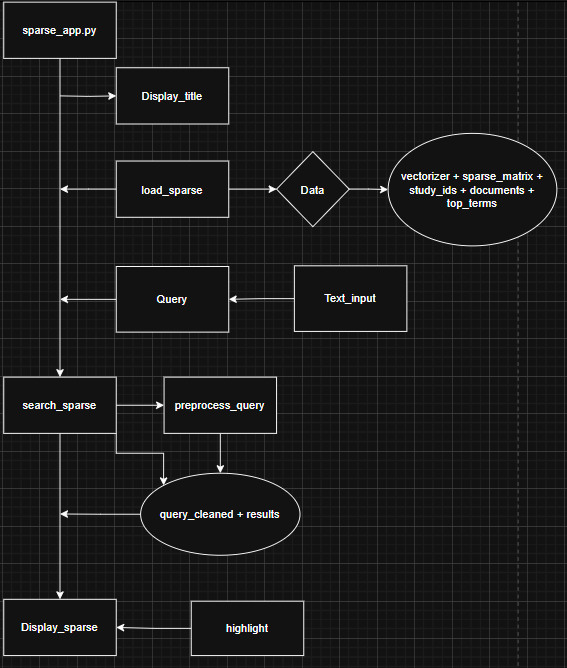 sparse_app.py
Display_title
load_sparse
Data
vectorizer + sparse_matrix +
study_ids + documents +
top_terms
Query
Text_input
search_sparse
preprocess_query
query_cleaned + results
Display_sparse
highlight